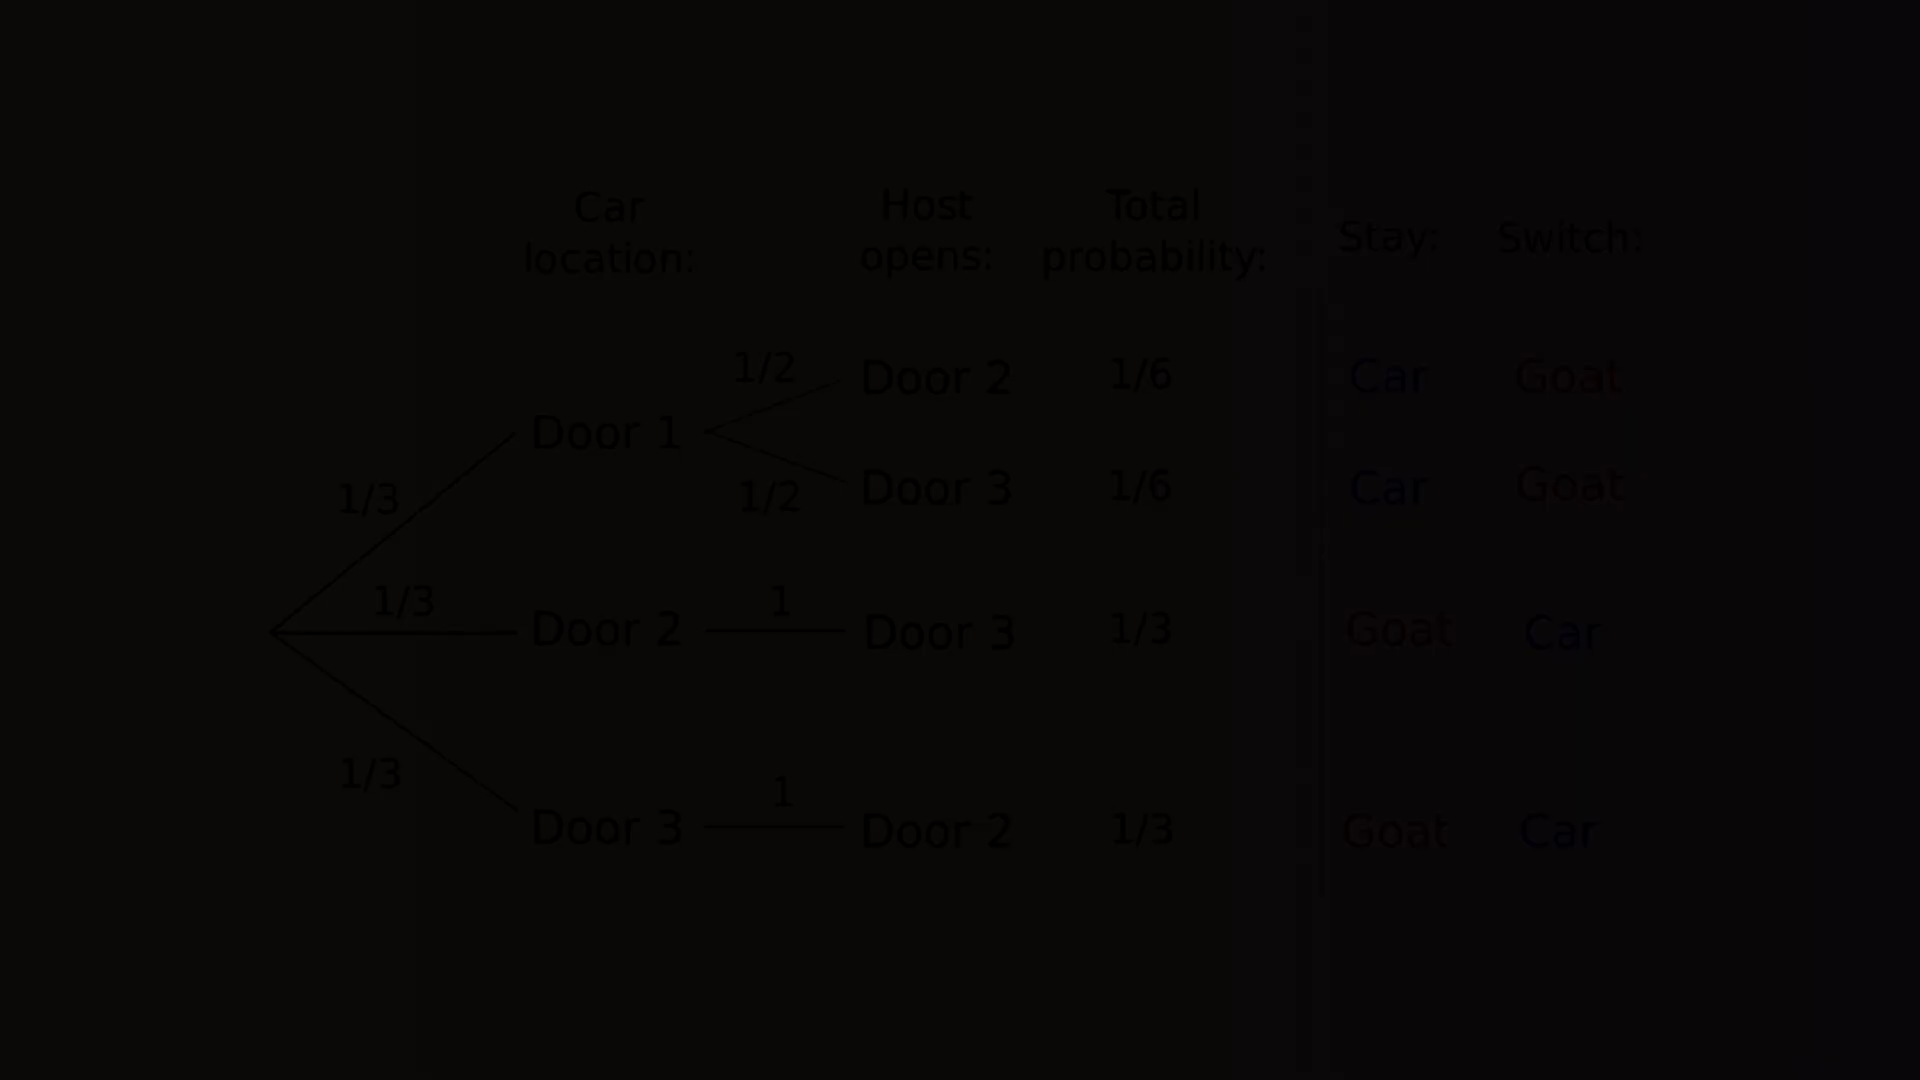 Car
location:
Host
opens:
Total
probability:
Stay:
Switch:
1/2
Door 2
1/6
Car
Goat
Door 1
1/2
Door 3
1/6
Car
Goat
1/3
1/3
Door 2
1
Door 3
1/3
Goat
Car
1/3
Door 3
1
Door 2
1/3
Goat
Car